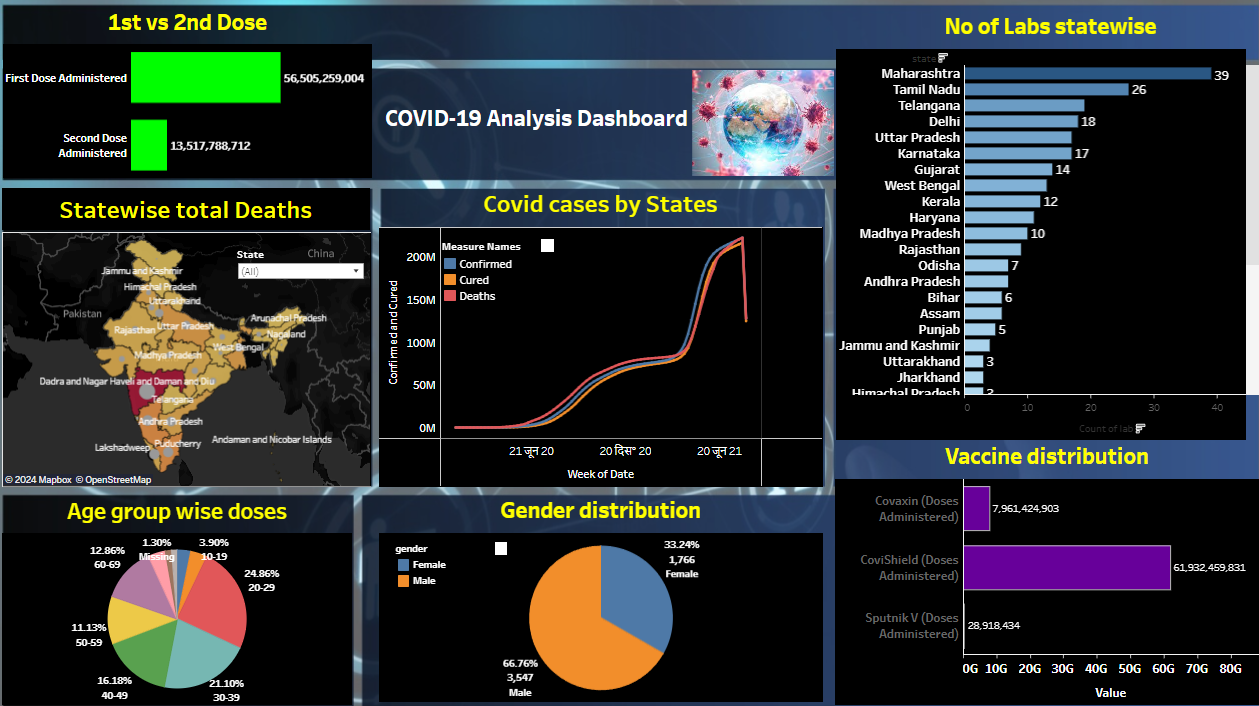 1st vs 2nd Dose
First Dose Administered
56,505,259,004
Second Dose
Administered
13,517,788,712
COVID-19 Analysis Dashboard
No of Labs statewise
state
Maharashtra
39
Tamil Nadu
26
Telangana
Delhi
18
Uttar Pradesh
Karnataka
17
Gujarat
14
West Bengal
Kerala
12
Haryana
Madhya Pradesh
10
Rajasthan
Odisha
7
Andhra Pradesh
Bihar
6
Assam
Punjab
5
Jammu and Kashmir
Uttarakhand
3
Jharkhand
Himachal Pradesh
0 10 20 30 40
Count of lab
Statewise total Deaths
State
(All)
China
Jammu and Kashmir
Himachal Pradesh
Uttarakhand
Pakistan
Arunachal Pradesh
Rajasthan
Uttar Pradesh
Nagaland
West Bengal
Madhya Pradesh
Dadra and Nagar Haveli and Daman and Diu
Telangana
Andhra Pradesh
Andaman and Nicobar Islands
Lakshadweep
Puducherry
© 2024 Mapbox © OpenStreetMap
Covid cases by States
Measure Names
Confirmed
Cured
Deaths
Confirmed and Cured
200M
150M
100M
50M
0M
21 जून 20
20 दिस॰ 20
20 जून 21
Week of Date
Age group wise doses
1.30%
Missing
3.90%
10-19
12.86%
60-69
24.86%
20-29
11.13%
50-59
16.18%
40-49
21.10%
30-39
Gender distribution
gender
Female
Male
33.24%
1,766
Female
66.76%
3,547
Male
Vaccine distribution
Covaxin (Doses
Administered)
7,961,424,903
CoviShield (Doses
Administered)
61,932,459,831
Sputnik V (Doses
Administered)
28,918,434
0G 10G 20G 30G 40G 50G 60G 70G 80G
Value